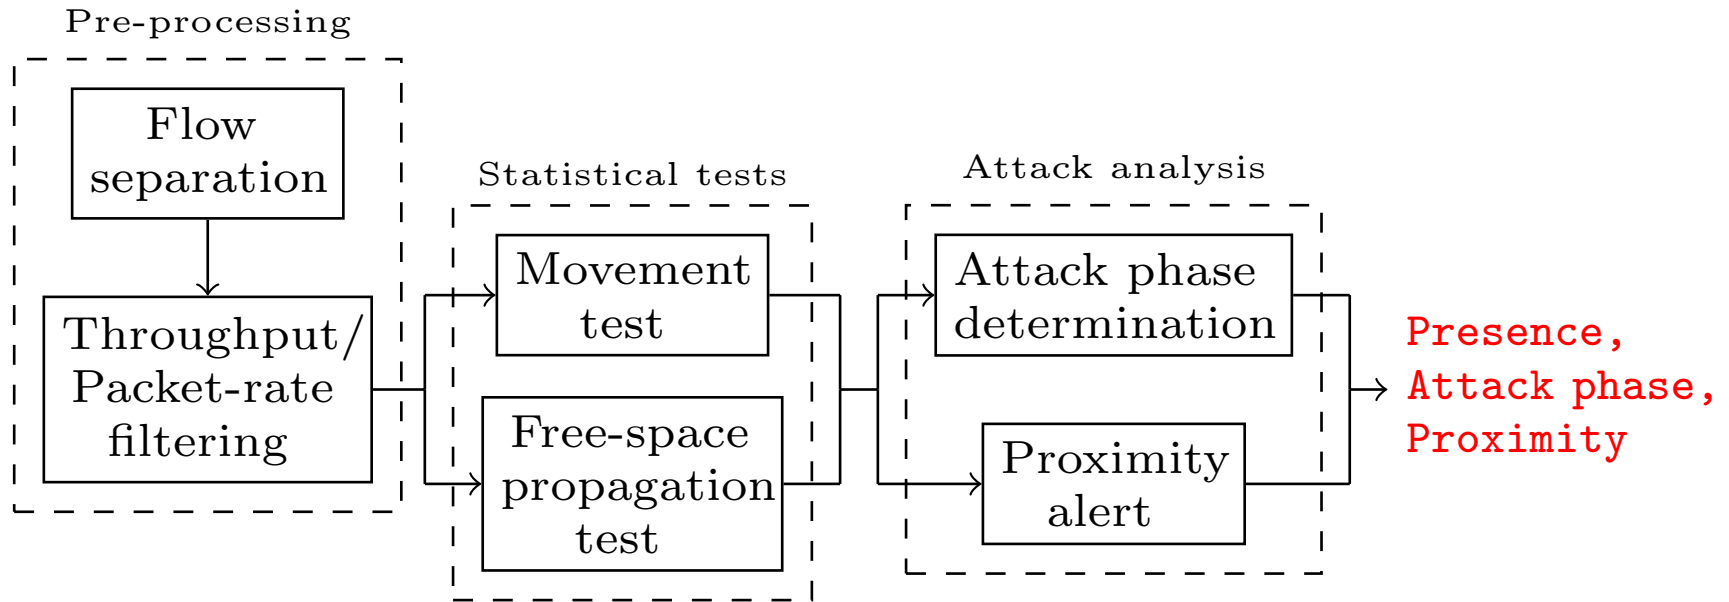 Pre-processing
Flow
separation
Throughput/
Packet-rate
filtering
Statistical tests
Movement
test
Free-space
propagation
test
Attack analysis
Attack phase
determination
Proximity
alert
Presence,
Attack phase,
Proximity